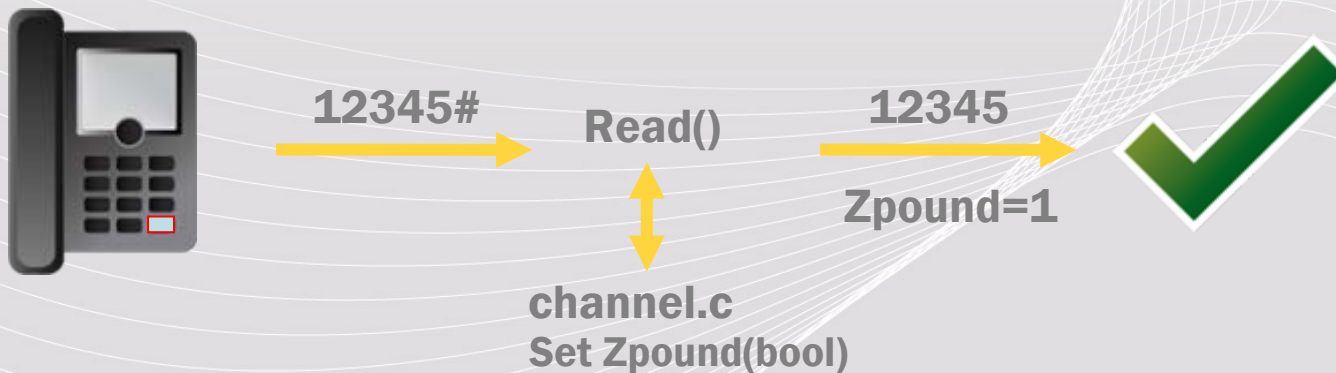 12345#
Read()
12345
Zpound=1
channel.c
Set Zpound(bool)